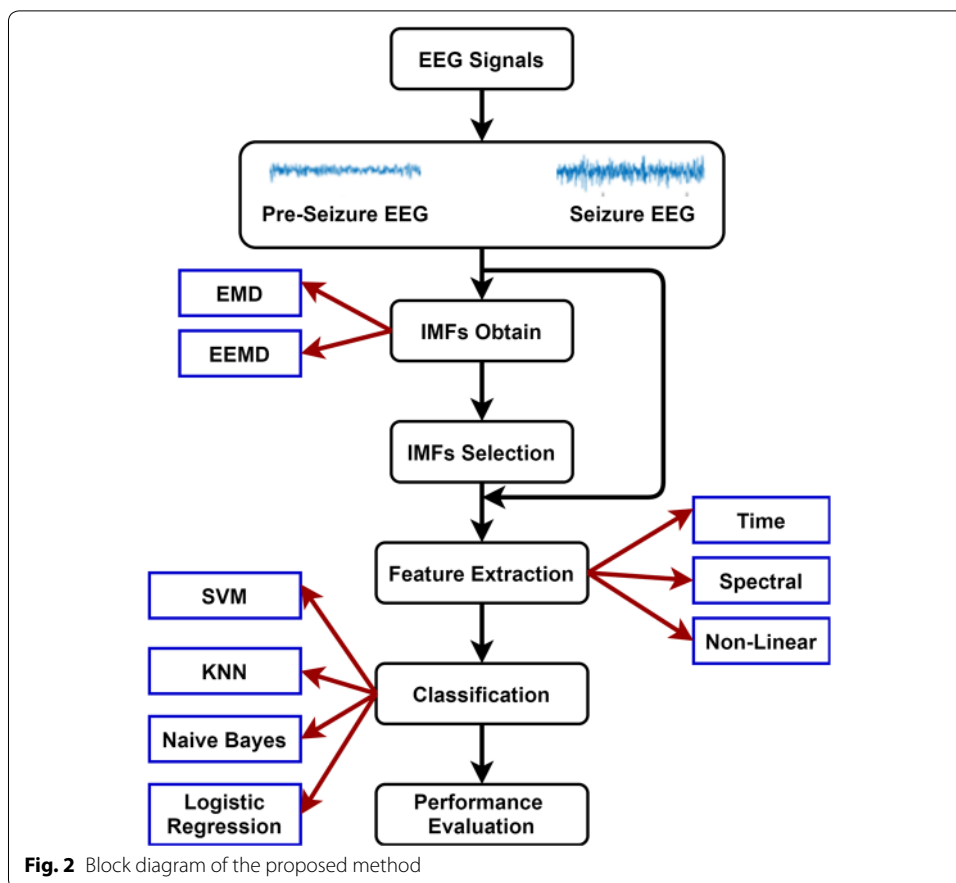 EEG Signals
Pre-Seizure EEG
Seizure EEG
EMD
EEMD
IMFs Obtain
IMFs Selection
Feature Extraction
Time
Spectral
Non-Linear
SVM
KNN
Naive Bayes
Logistic
Regression
Classification
Performance
Evaluation
Fig. 2 Block diagram of the proposed method